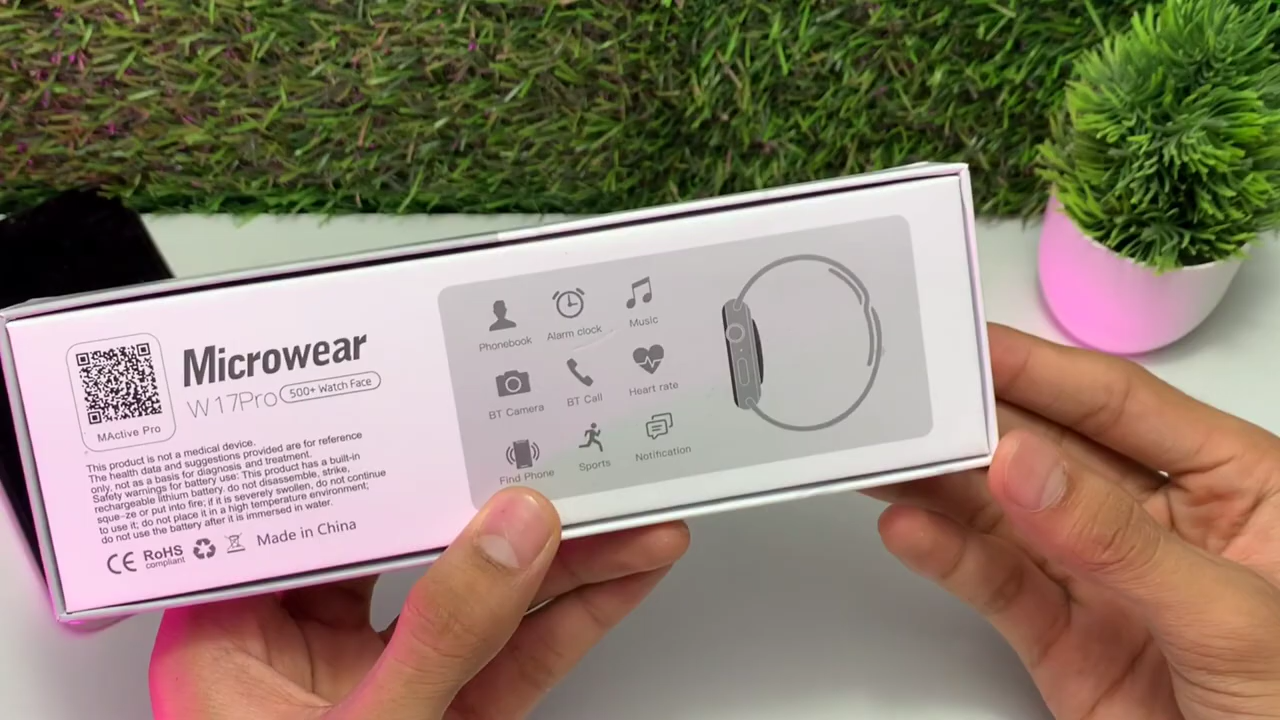 MActive Pro
Microwear
W17Pro 500+ Watch Face
This product is not a medical device.
The health data and suggestions provided are for reference
only, not as a basis for diagnosis and treatment.
Safety warnings for battery use: This product has a built-in
rechargeable lithium battery. do not disassemble, strike,
sque-ze or put into fire; if it is severely swollen, do not continue
to use it; do not place it in a high temperature environment;
do not use the battery after it is immersed in water.
CE RoHS compliant Made in China
Phonebook Alarm clock Music
BT Camera BT Call Heart rate
Find Phone Sports Notification